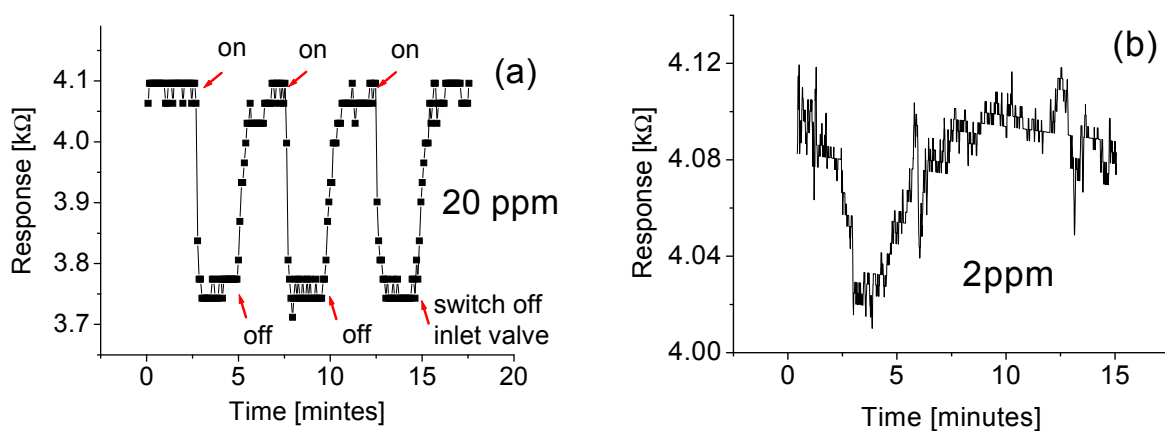 on
on
on
(a)
4.1
4.0
3.9
3.8
3.7
Response [kΩ]
20 ppm
off
off
switch off
inlet valve
0
5
10
15
20
Time [mintes]
(b)
4.12
4.08
4.04
4.00
Response [kΩ]
2ppm
0
5
10
15
Time [minutes]